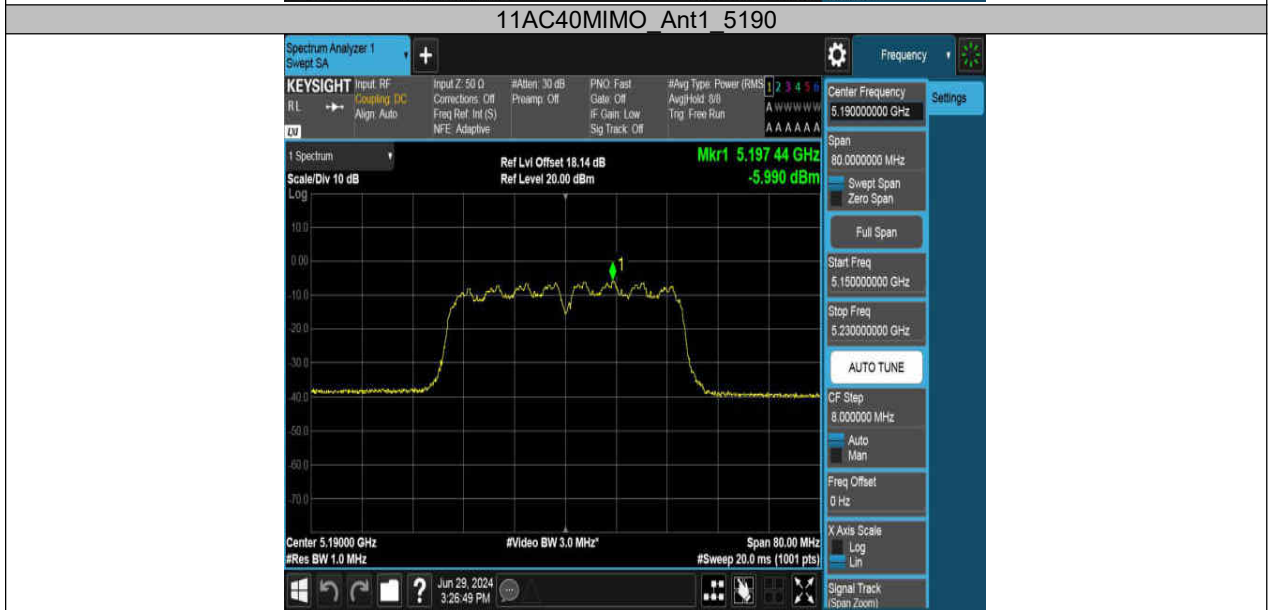 11AC40MIMO_Ant1_5190
Spectrum Analyzer 1
Swept SA
+
Frequency
KEYSIGHT
RL
LXI
Input: RF
Coupling: DC
Align: Auto
Input Z: 50 Ω
Corrections: Off
Freq Ref: Int (S)
NFE: Adaptive
#Atten: 30 dB
Preamp: Off
PNO: Fast
Gate: Off
IF Gain: Low
Sig Track: Off
#Avg Type: Power (RMS
Avg|Hold: 8/8
Trig: Free Run
1 2 3 4 5 6
A W W W W W
A A A A A A
Center Frequency
5.190000000 GHz
Settings
Span
80.0000000 MHz
Swept Span
Zero Span
Full Span
Start Freq
5.150000000 GHz
Stop Freq
5.230000000 GHz
AUTO TUNE
CF Step
8.000000 MHz
Auto
Man
Freq Offset
0 Hz
X Axis Scale
Log
Lin
Signal Track
(Span Zoom)
1 Spectrum
Ref Lvl Offset 18.14 dB
Mkr1 5.197 44 GHz
Scale/Div 10 dB
Ref Level 20.00 dBm
-5.990 dBm
Log
10.0
0.00
1
-10.0
-20.0
-30.0
-40.0
-50.0
-60.0
-70.0
Center 5.19000 GHz
#Video BW 3.0 MHz*
Span 80.00 MHz
#Res BW 1.0 MHz
#Sweep 20.0 ms (1001 pts)
?
Jun 29, 2024
3:26:49 PM